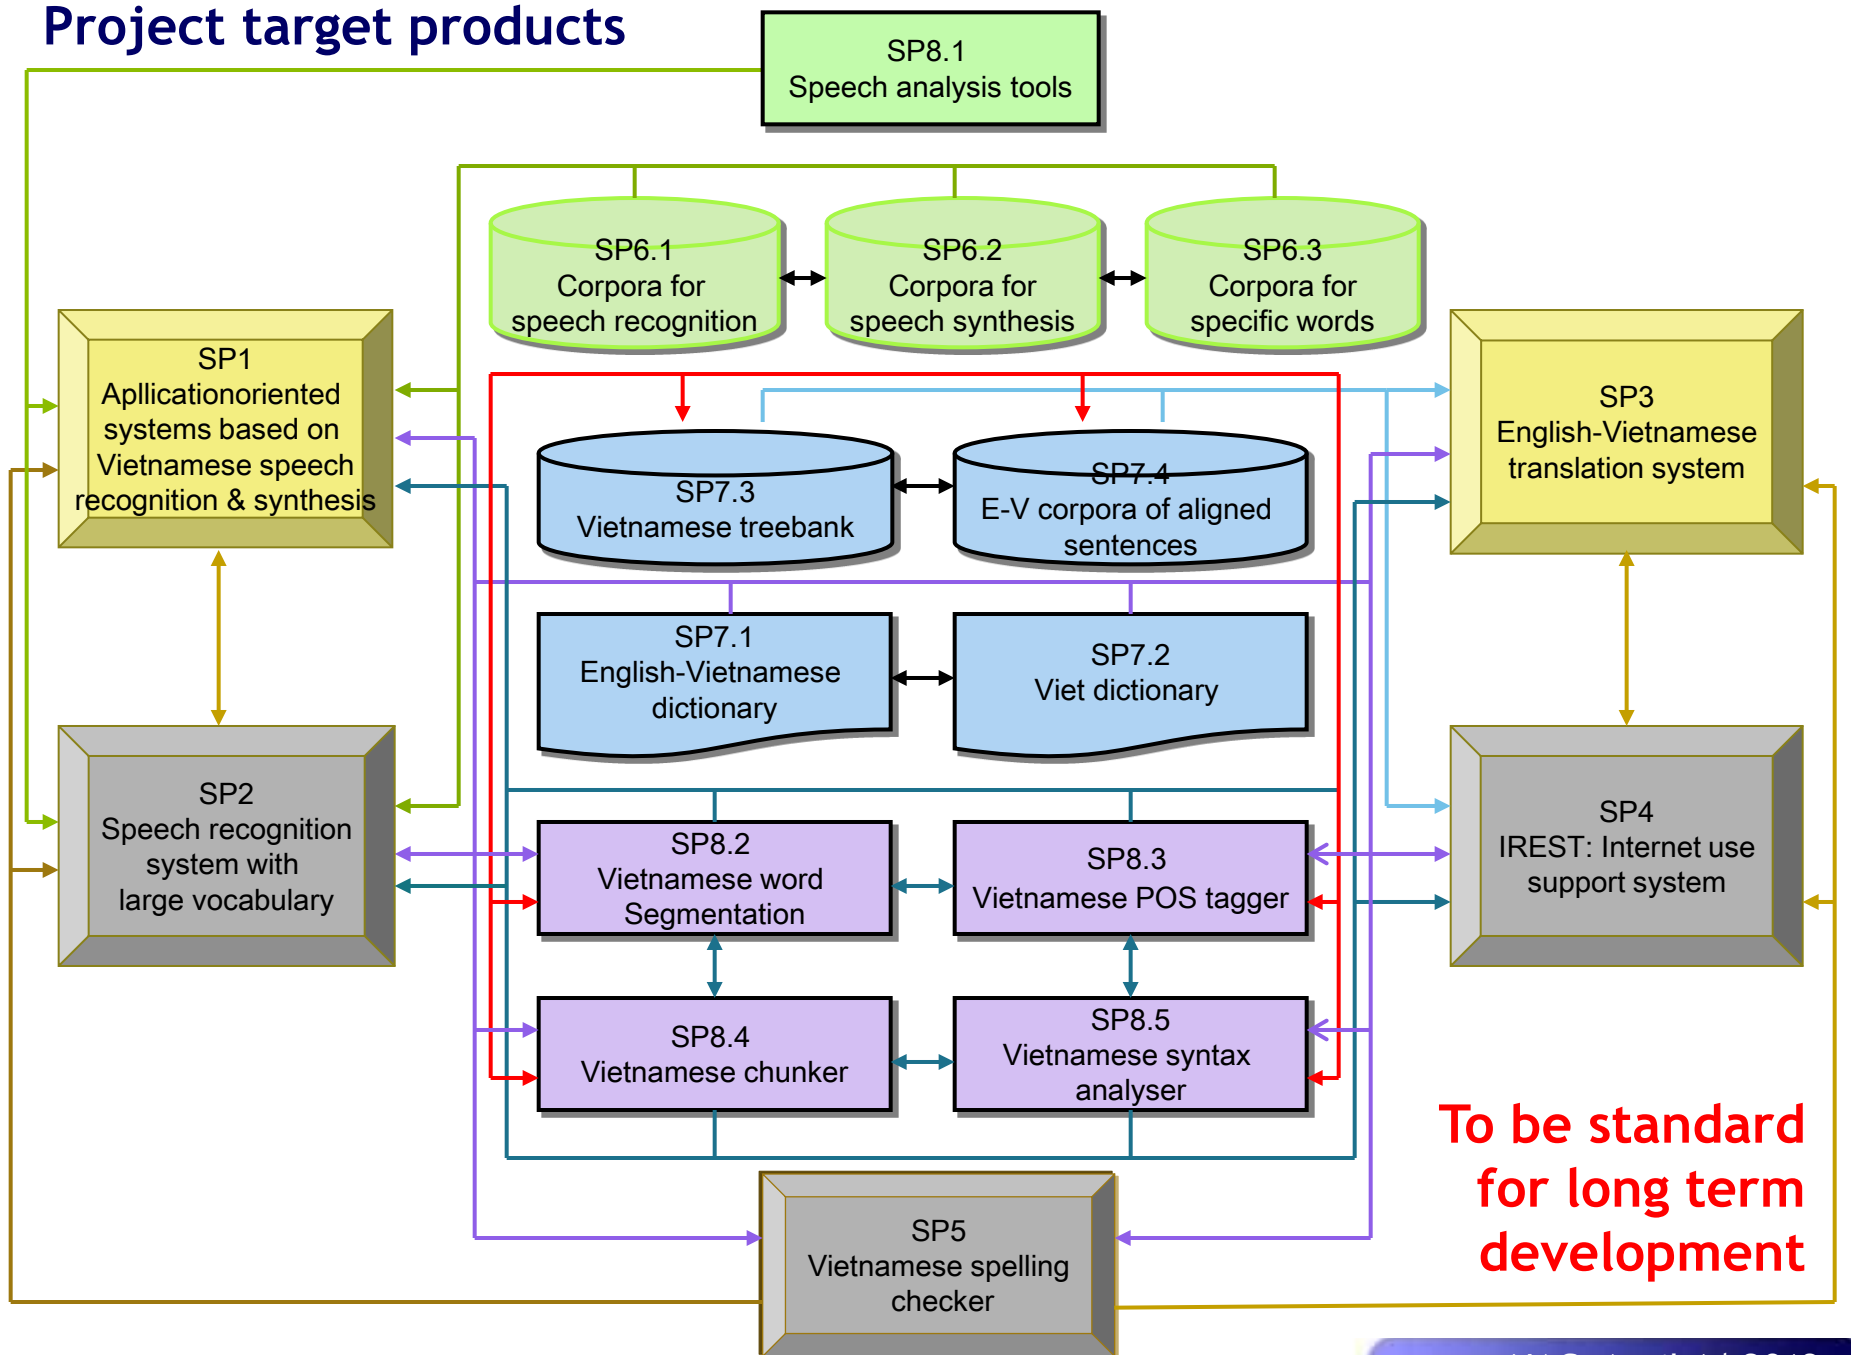 Project target products
SP8.1
Speech analysis tools
SP6.1
Corpora for
speech recognition
SP6.2
Corpora for
speech synthesis
SP6.3
Corpora for
specific words
SP1
Apllicationoriented
systems based on
Vietnamese speech
recognition & synthesis
SP3
English-Vietnamese
translation system
SP7.3
Vietnamese treebank
SP7.4
E-V corpora of aligned
sentences
SP7.1
English-Vietnamese
dictionary
SP7.2
Viet dictionary
SP2
Speech recognition
system with
large vocabulary
SP8.2
Vietnamese word
Segmentation
SP8.3
Vietnamese POS tagger
SP4
IREST: Internet use
support system
SP8.4
Vietnamese chunker
SP8.5
Vietnamese syntax
analyser
To be standard
for long term
development
SP5
Vietnamese spelling
checker